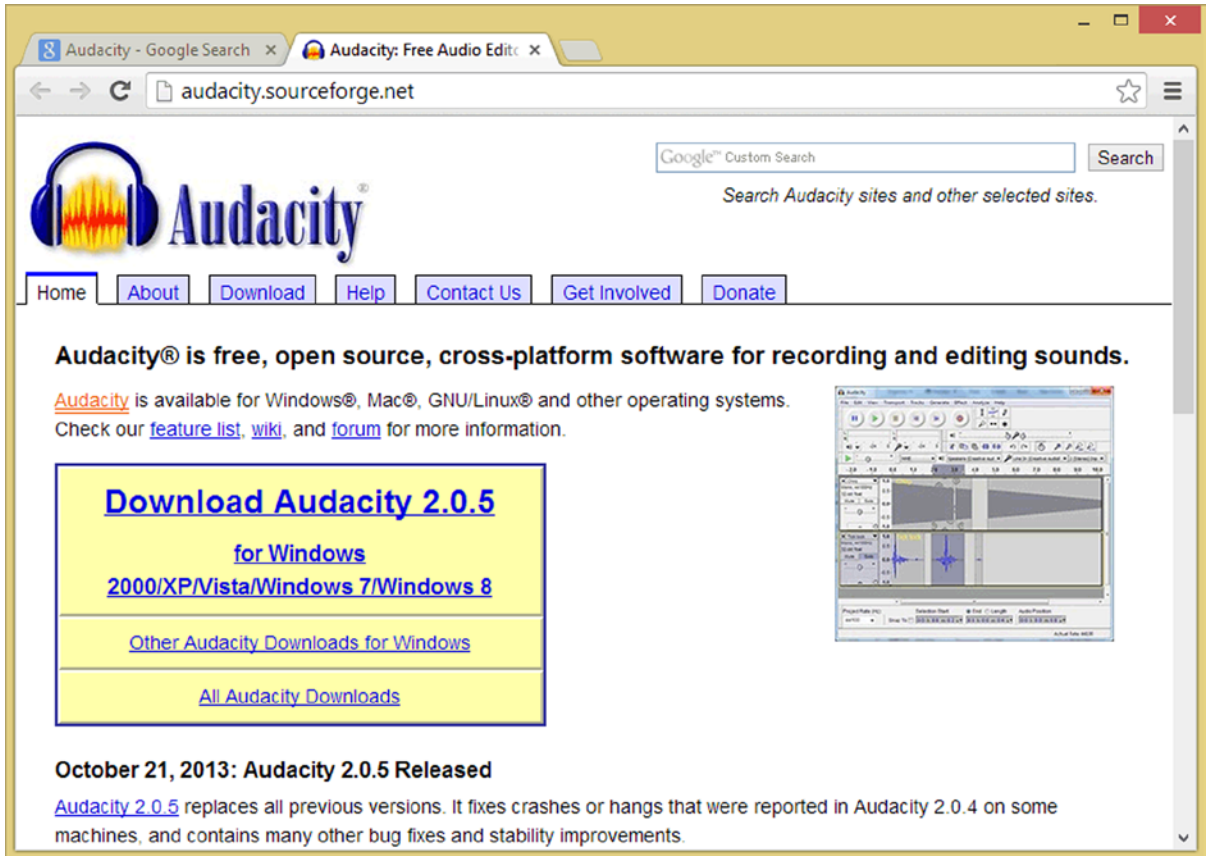 Audacity - Google Search
Audacity: Free Audio Edito
audacity.sourceforge.net
Google™ Custom Search
Search
Search Audacity sites and other selected sites.
Audacity®
Home
About
Download
Help
Contact Us
Get Involved
Donate
Audacity® is free, open source, cross-platform software for recording and editing sounds.
Audacity is available for Windows®, Mac®, GNU/Linux® and other operating systems.
Check our feature list, wiki, and forum for more information.
Download Audacity 2.0.5
for Windows
2000/XP/Vista/Windows 7/Windows 8
Other Audacity Downloads for Windows
All Audacity Downloads
October 21, 2013: Audacity 2.0.5 Released
Audacity 2.0.5 replaces all previous versions. It fixes crashes or hangs that were reported in Audacity 2.0.4 on some
machines, and contains many other bug fixes and stability improvements.